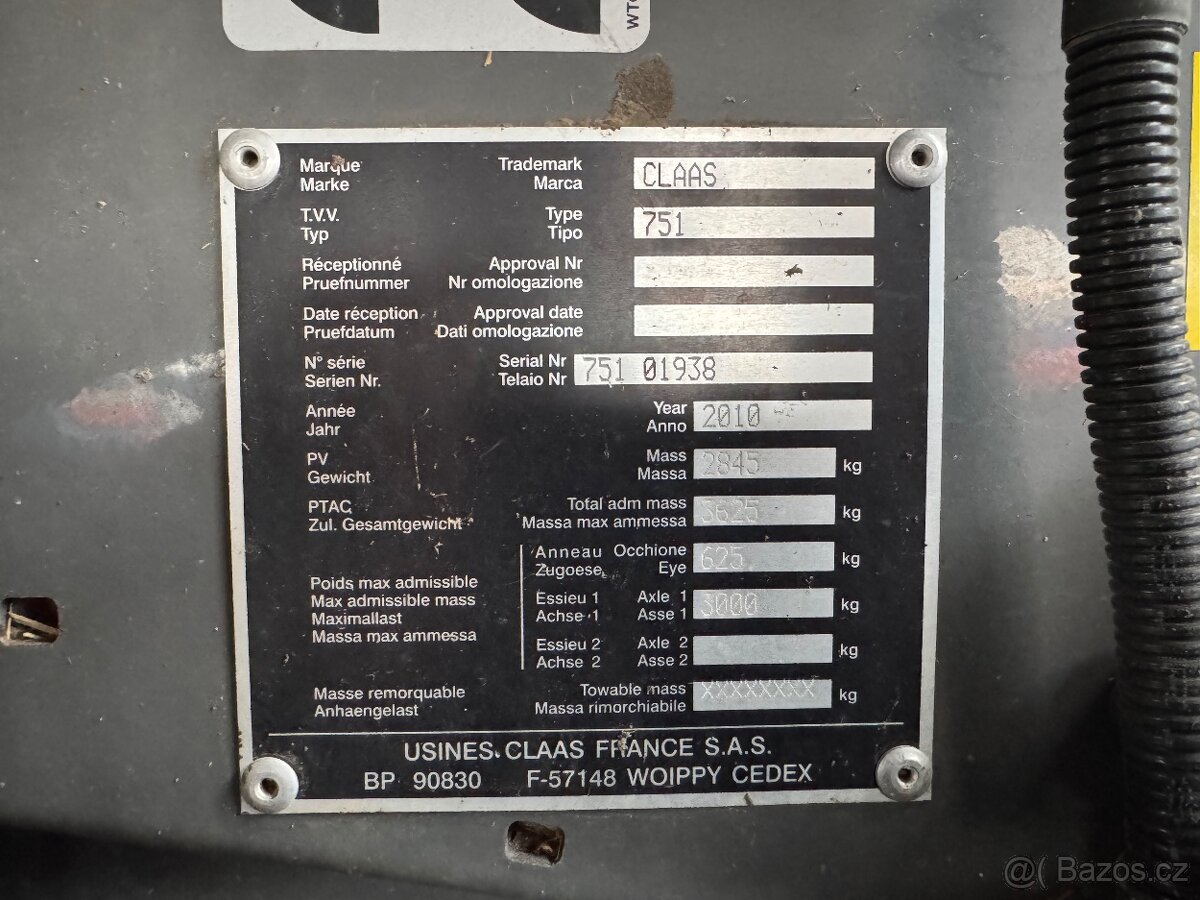 WT
Marque Trademark CLAAS
Marke Marca
T.V.V. Type 751
Typ Tipo
Réceptionné Approval Nr
Pruefnummer Nr omologazione
Date réception Approval date
Pruefdatum Dati omologazione
N° série Serial Nr 751 01938
Serien Nr. Telaio Nr
Année Year 2010
Jahr Anno
PV Mass 2845 kg
Gewicht Massa
PTAC Total adm mass 3625 kg
Zul. Gesamtgewicht Massa max ammessa
Anneau Occhione 625 kg
Zugoese Eye
Poids max admissible
Max admissible mass
Maximallast
Massa max ammessa
Essieu 1 Axle 1 3000 kg
Achse 1 Asse 1
Essieu 2 Axle 2 kg
Achse 2 Asse 2
Masse remorquable Towable mass XXXXXXXX kg
Anhaengelast Massa rimorchiabile
USINES CLAAS FRANCE S.A.S.
BP 90830 F-57148 WOIPPY CEDEX
@( Bazos.cz